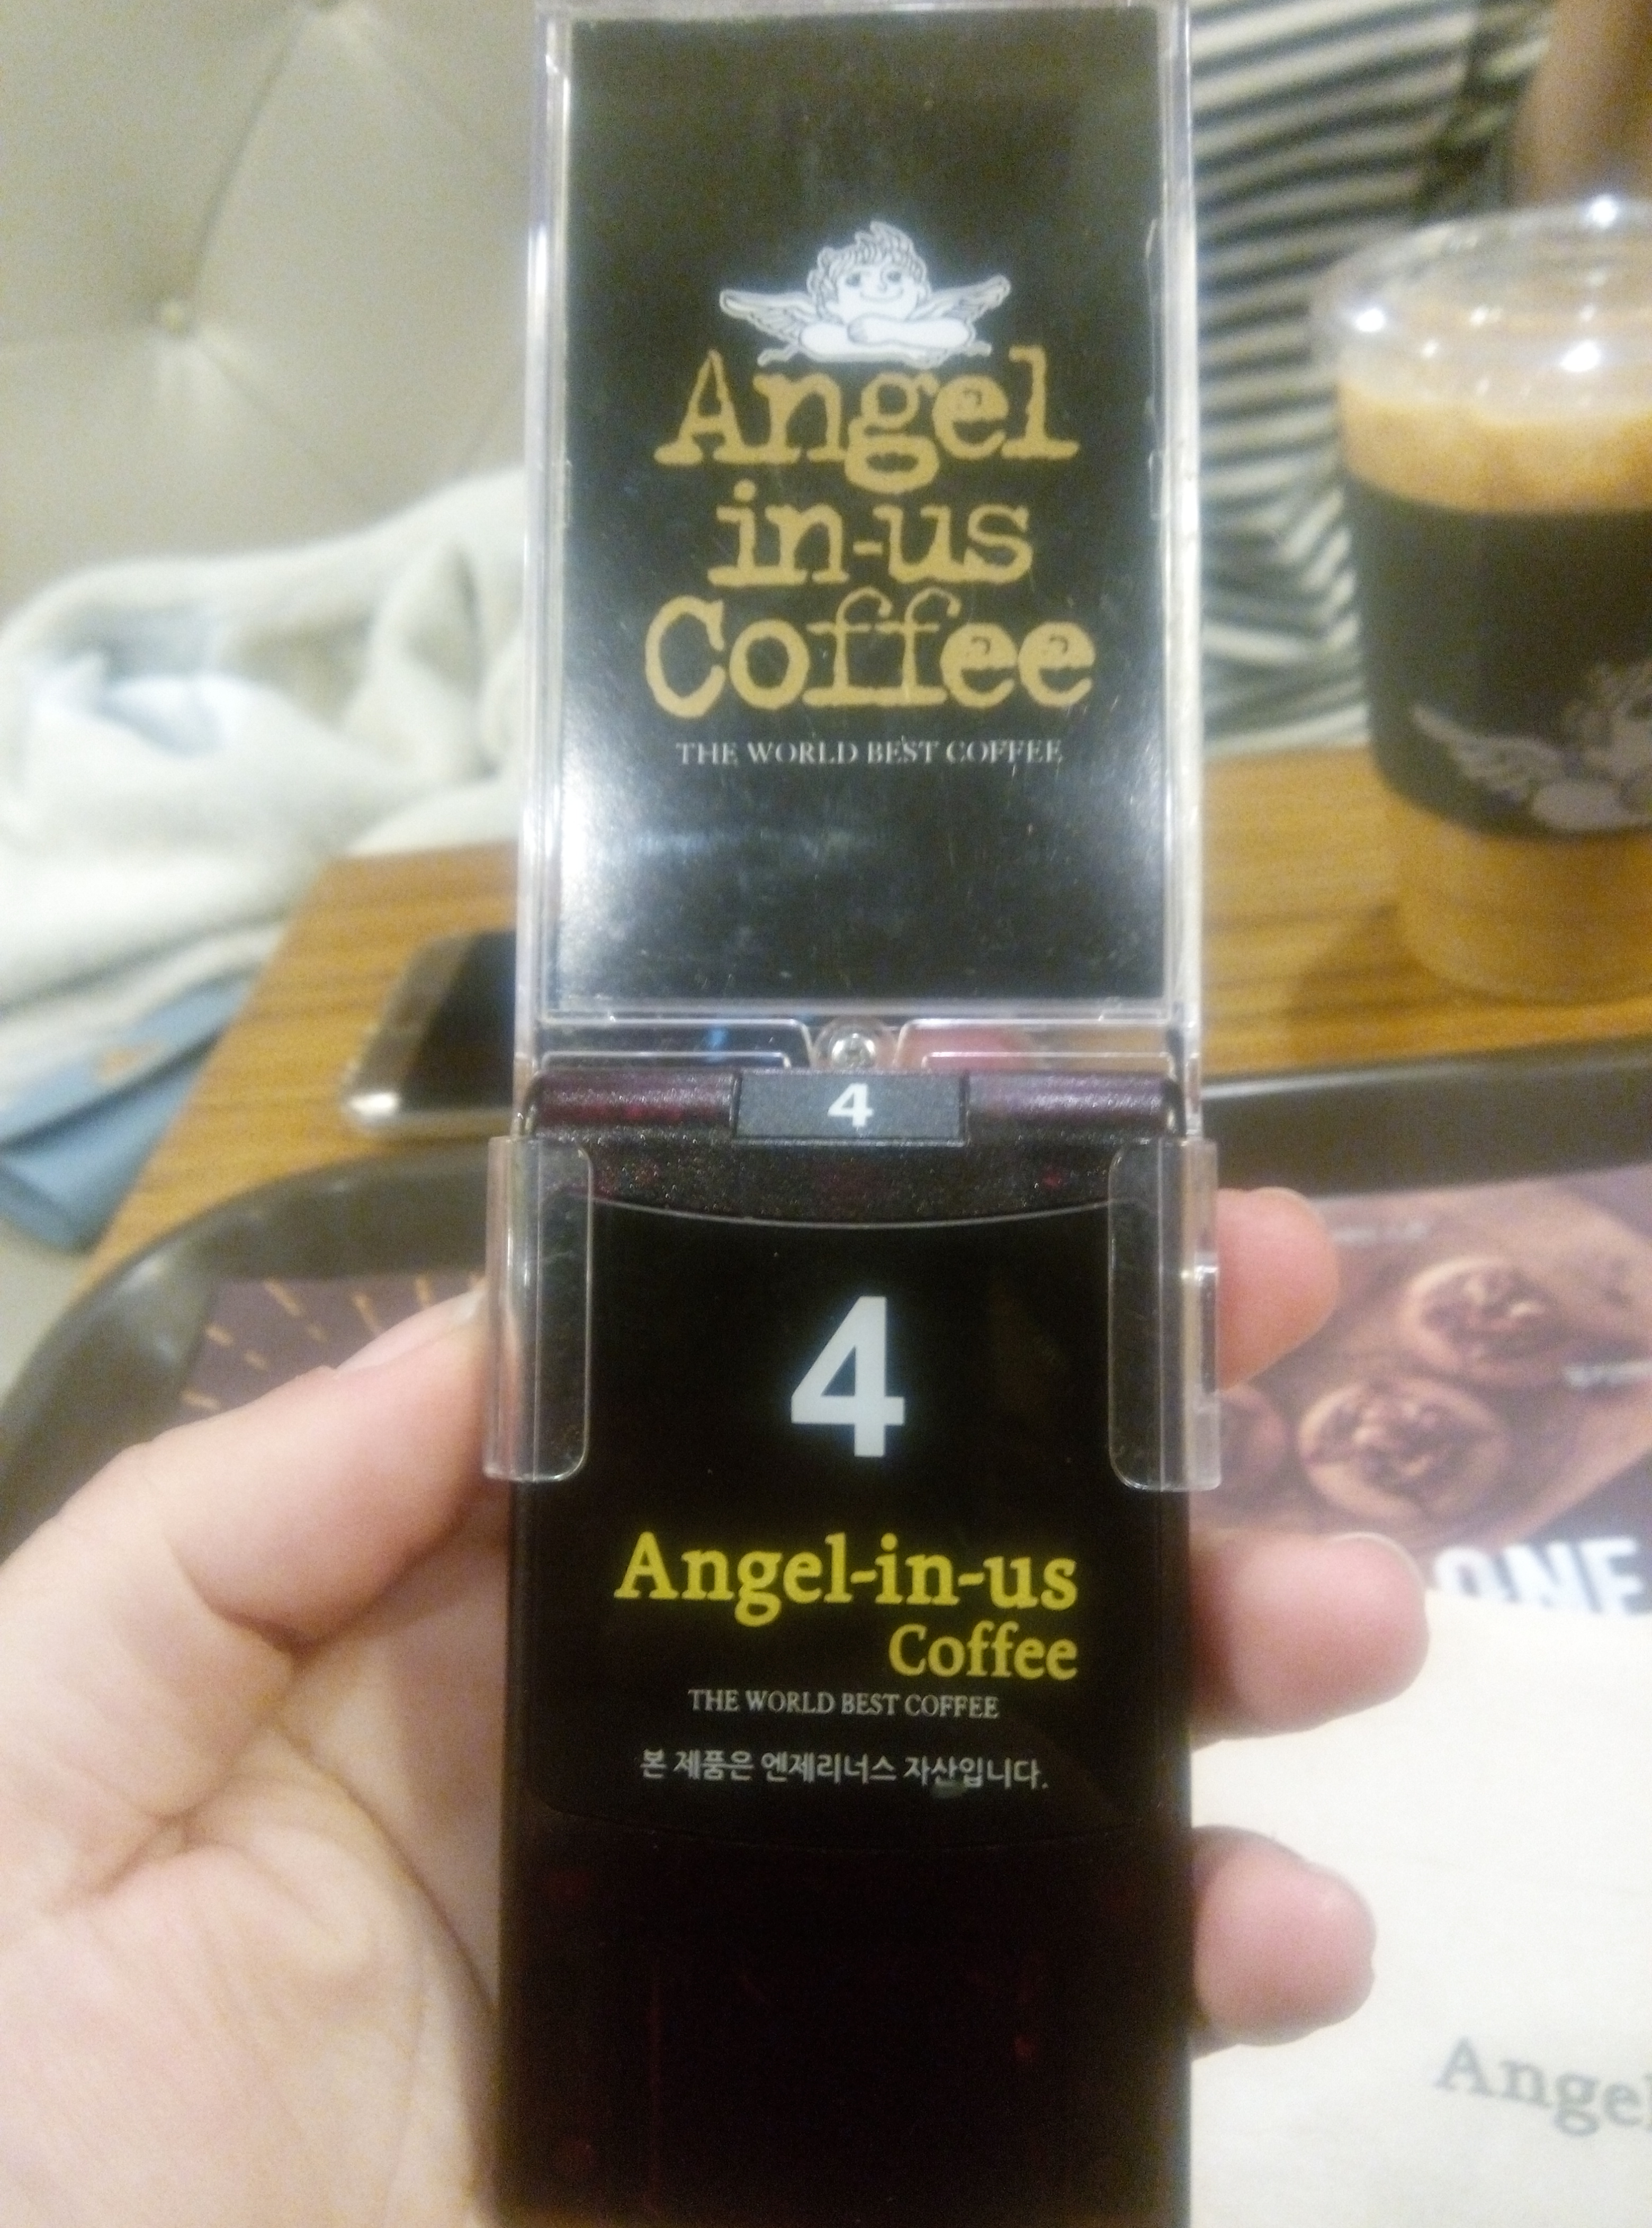 Angel
in-us
Coffee
THE WORLD BEST COFFEE
4
4
Angel-in-us
Coffee
THE WORLD BEST COFFEE
본 제품은 엔제리너스 자산입니다.
ONE
Angel